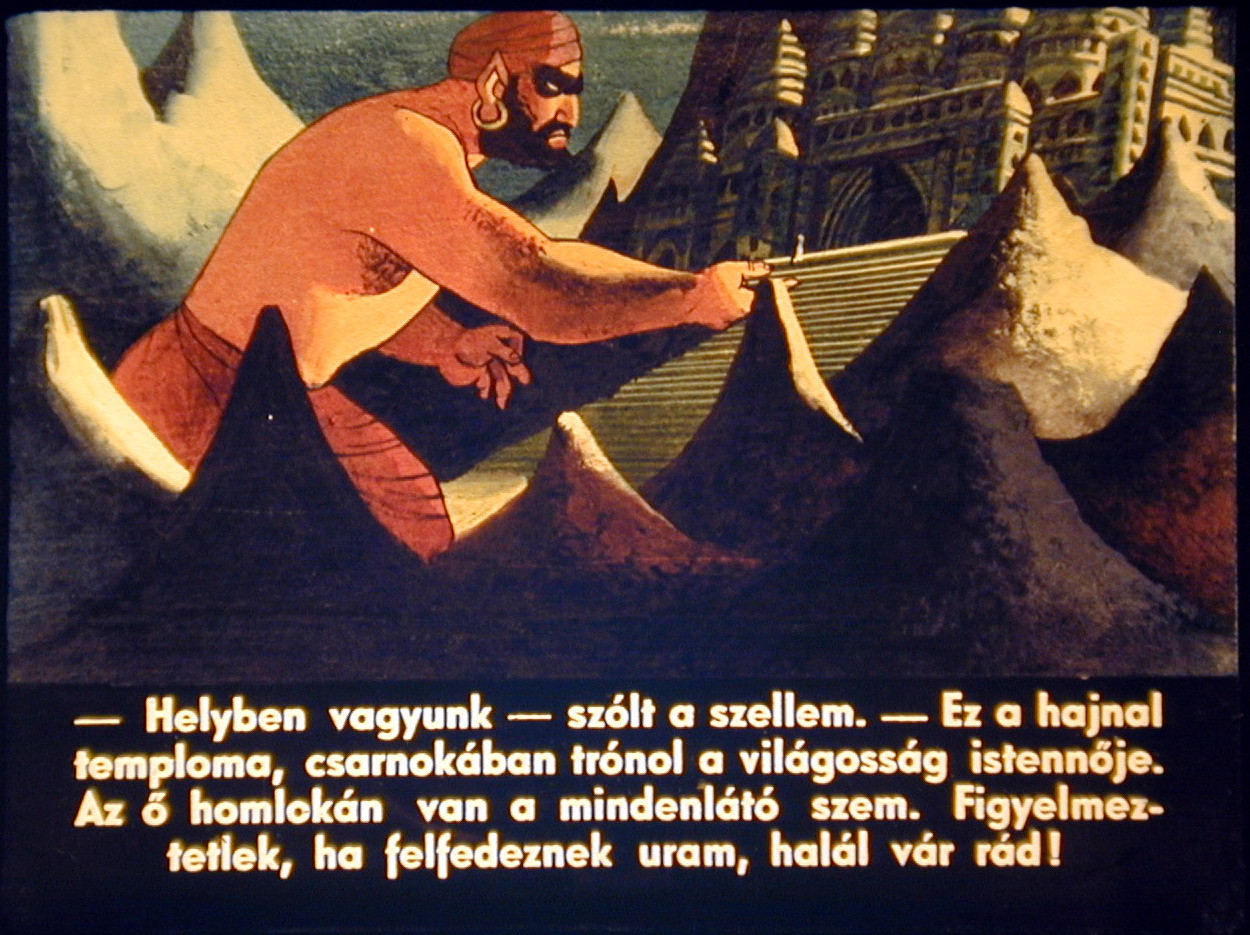 — Helyben vagyunk — szólt a szellem. — Ez a hajnal
temploma, csarnokában trónol a világosság istennője.
Az ő homlokán van a mindenlátó szem. Figyelmez-
tetlek, ha felfedeznek uram, halál vár rád!